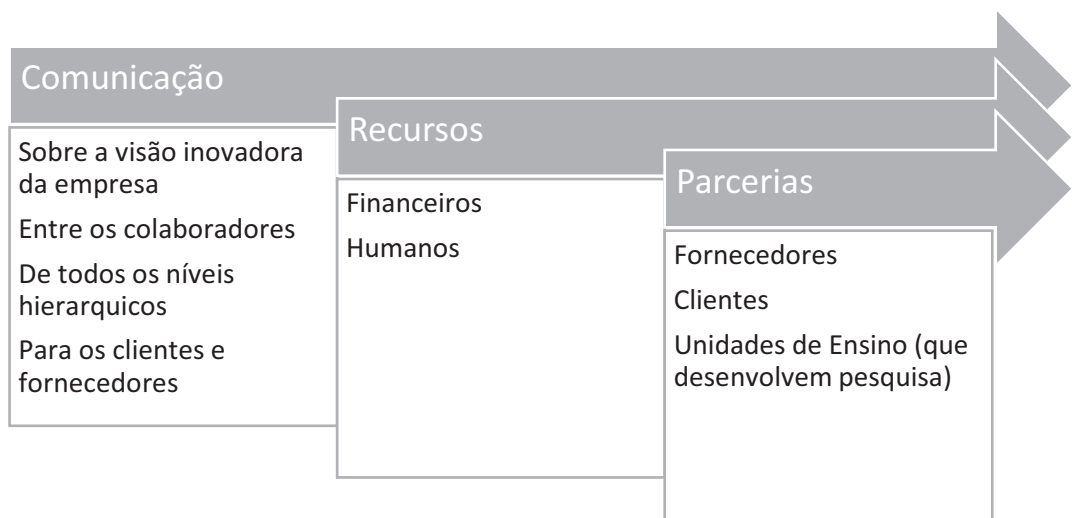 Comunicação
Sobre a visão inovadora
da empresa
Entre os colaboradores
De todos os níveis
hierarquicos
Para os clientes e
fornecedores
Recursos
Financeiros
Humanos
Parcerias
Fornecedores
Clientes
Unidades de Ensino (que
desenvolvem pesquisa)